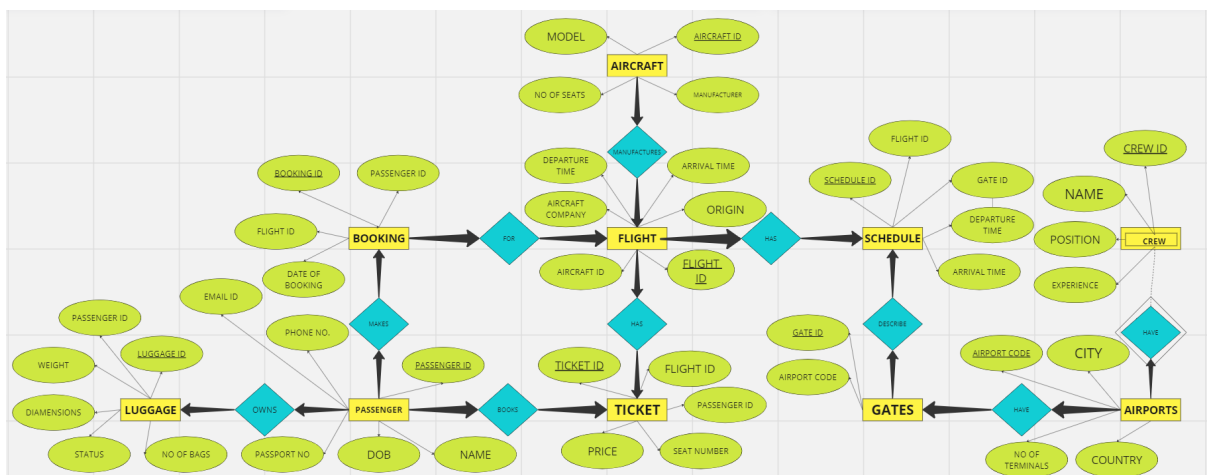 MODEL
AIRCRAFT ID
AIRCRAFT
NO OF SEATS
MANUFACTURER
MANUFACTURES
BOOKING ID
PASSENGER ID
DEPARTURE
TIME
ARRIVAL TIME
FLIGHT ID
SCHEDULE ID
GATE ID
CREW ID
NAME
AIRCRAFT
COMPANY
ORIGIN
DEPARTURE
TIME
FLIGHT ID
BOOKING
FOR
FLIGHT
HAS
SCHEDULE
POSITION
CREW
DATE OF
BOOKING
AIRCRAFT ID
FLIGHT
ID
ARRIVAL TIME
EXPERIENCE
EMAIL ID
PASSENGER ID
PHONE NO.
MAKES
HAS
GATE ID
DESCRIBE
HAVE
WEIGHT
LUGGAGE ID
PASSENGER ID
TICKET ID
FLIGHT ID
AIRPORT CODE
AIRPORT CODE
CITY
DIAMENSIONS
LUGGAGE
OWNS
PASSENGER
BOOKS
TICKET
PASSENGER ID
GATES
HAVE
AIRPORTS
STATUS
NO OF BAGS
PASSPORT NO
DOB
NAME
PRICE
SEAT NUMBER
NO OF
TERMINALS
COUNTRY